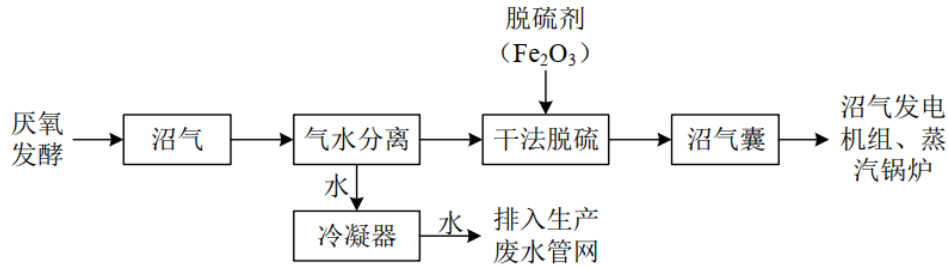 脱硫剂
（Fe₂O₃）
厌氧
发酵
沼气
气水分离
干法脱硫
沼气囊
沼气发电
机组、蒸
汽锅炉
水
冷凝器
水
排入生产
废水管网